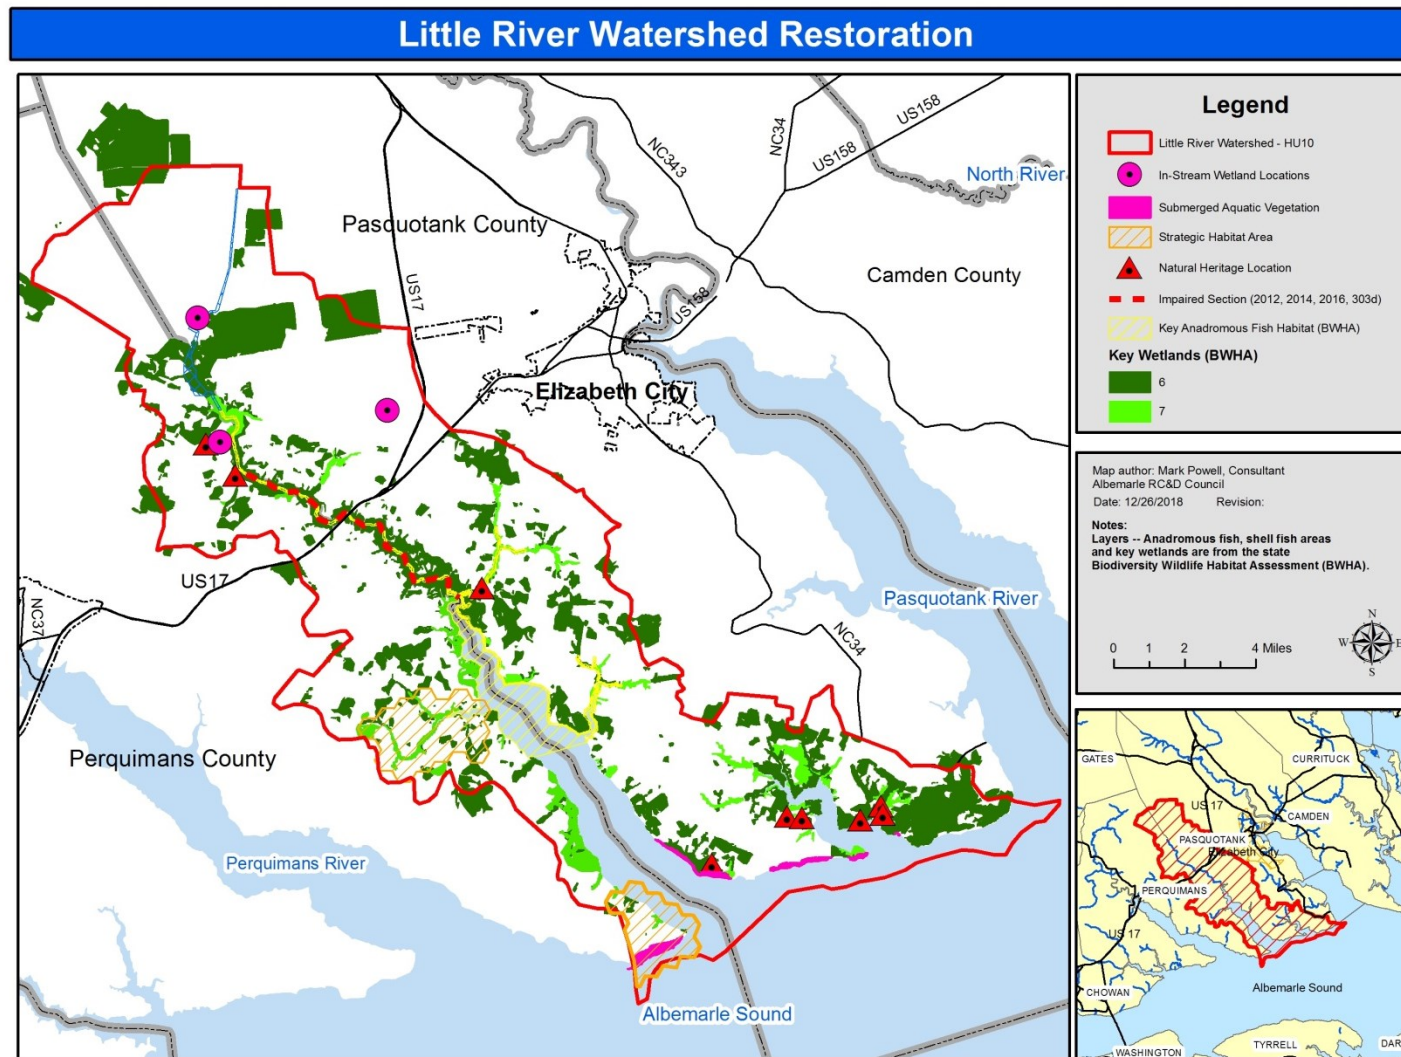 Little River Watershed Restoration
US158
NC34
US158
NC343
North River
Pasquotank County
US17
US158
Camden County
Elizabeth City
US17
NC37
Pasquotank River
NC34
Perquimans County
Perquimans River
Albemarle Sound
Legend
Little River Watershed - HU10
In-Stream Wetland Locations
Submerged Aquatic Vegetation
Strategic Habitat Area
Natural Heritage Location
Impaired Section (2012, 2014, 2016, 303d)
Key Anadromous Fish Habitat (BWHA)
Key Wetlands (BWHA)
6
7
Map author: Mark Powell, Consultant
Albemarle RC&D Council
Date: 12/26/2018 Revision:
Notes:
Layers -- Anadromous fish, shell fish areas
and key wetlands are from the state
Biodiversity Wildlife Habitat Assessment (BWHA).
N
W E
S
0 1 2 4 Miles
GATES
CURRITUCK
US 17
CAMDEN
PASQUOTANK
Elizabeth City
PERQUIMANS
US 17
CHOWAN
Albemarle Sound
TYRRELL
DAR
WASHINGTON